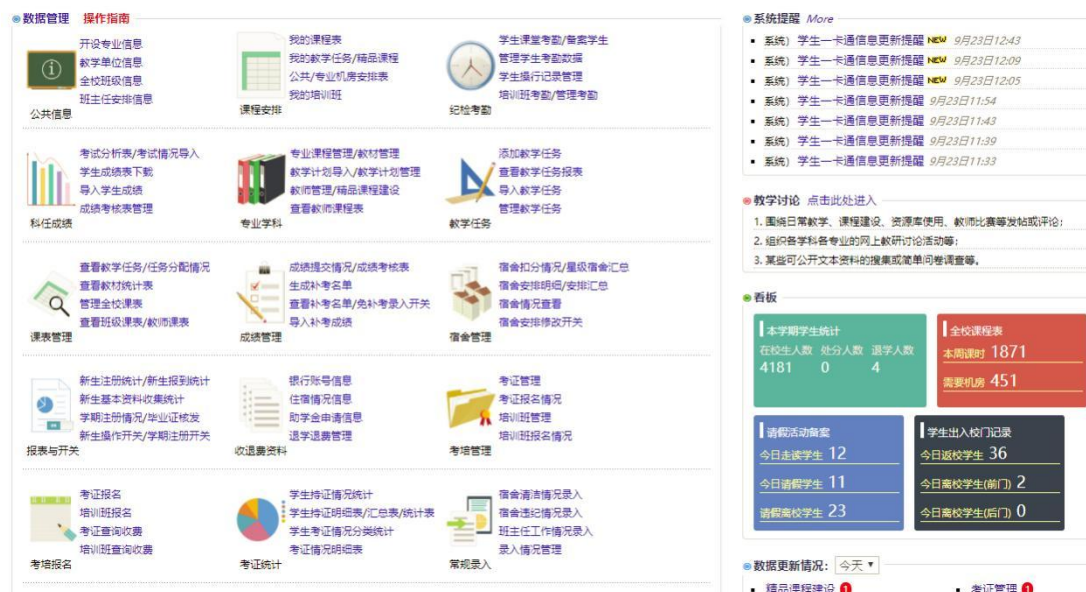 数据管理 操作指南
开设专业信息
教学单位信息
全校班级信息
班主任安排信息
公共信息
我的课程表
我的教学任务/精品课程
公共/专业机房安排表
我的培训班
课程安排
学生课堂考勤/备案学生
管理学生考勤数据
学生操行记录管理
培训班考勤/管理考勤
纪检考勤
考试分析表/考试情况导入
学生成绩表下载
导入学生成绩
成绩考核表管理
科任成绩
专业课程管理/教材管理
教学计划导入/教学计划管理
教师管理/精品课程建设
查看教师课程表
专业学科
添加教学任务
查看教学任务报表
导入教学任务
管理教学任务
教学任务
查看教学任务/任务分配情况
查看教材统计表
管理全校课表
查看班级课表/教师课表
课表管理
成绩提交情况/成绩考核表
生成补考名单
查看补考名单/免补考录入开关
导入补考成绩
成绩管理
宿舍扣分情况/星级宿舍汇总
宿舍安排明细/安排汇总
宿舍情况查看
宿舍安排修改开关
宿舍管理
新生注册统计/新生报到统计
新生基本资料收集统计
学期注册情况/毕业证核发
新生操作开关/学期注册开关
报表与开关
银行账号信息
住宿情况信息
助学金申请信息
退学退费管理
收退费资料
考证管理
考证报名情况
培训班管理
培训班报名情况
考培管理
考证报名
培训班报名
考证查询收费
培训班查询收费
考培报名
学生持证情况统计
学生持证明细表/汇总表/统计表
学生考证情况分类统计
考证情况明细表
考证统计
宿舍清洁情况录入
宿舍违纪情况录入
班主任工作情况录入
录入情况管理
常规录入
系统提醒 More
系统) 学生一卡通信息更新提醒 NEW 9月23日12:43
系统) 学生一卡通信息更新提醒 NEW 9月23日12:09
系统) 学生一卡通信息更新提醒 NEW 9月23日12:05
系统) 学生一卡通信息更新提醒 9月23日11:54
系统) 学生一卡通信息更新提醒 9月23日11:43
系统) 学生一卡通信息更新提醒 9月23日11:39
系统) 学生一卡通信息更新提醒 9月23日11:33
教学讨论 点击此处进入
1. 围绕日常教学、课程建设、资源库使用、教师比赛等发帖或评论;
2. 组织各学科各专业的网上教研讨论活动等;
3. 某些可公开文本资料的搜集或简单问卷调查等。
看板
本学期学生统计
在校生人数 处分人数 退学人数
4181 0 4
全校课程表
本周课时 1871
需要机房 451
请假活动备案
今日走读学生 12
今日请假学生 11
请假离校学生 23
学生出入校门记录
今日返校学生 36
今日离校学生(前门) 2
今日离校学生(后门) 0
数据更新情况: 今天
精品课程建设 1
考证管理 1